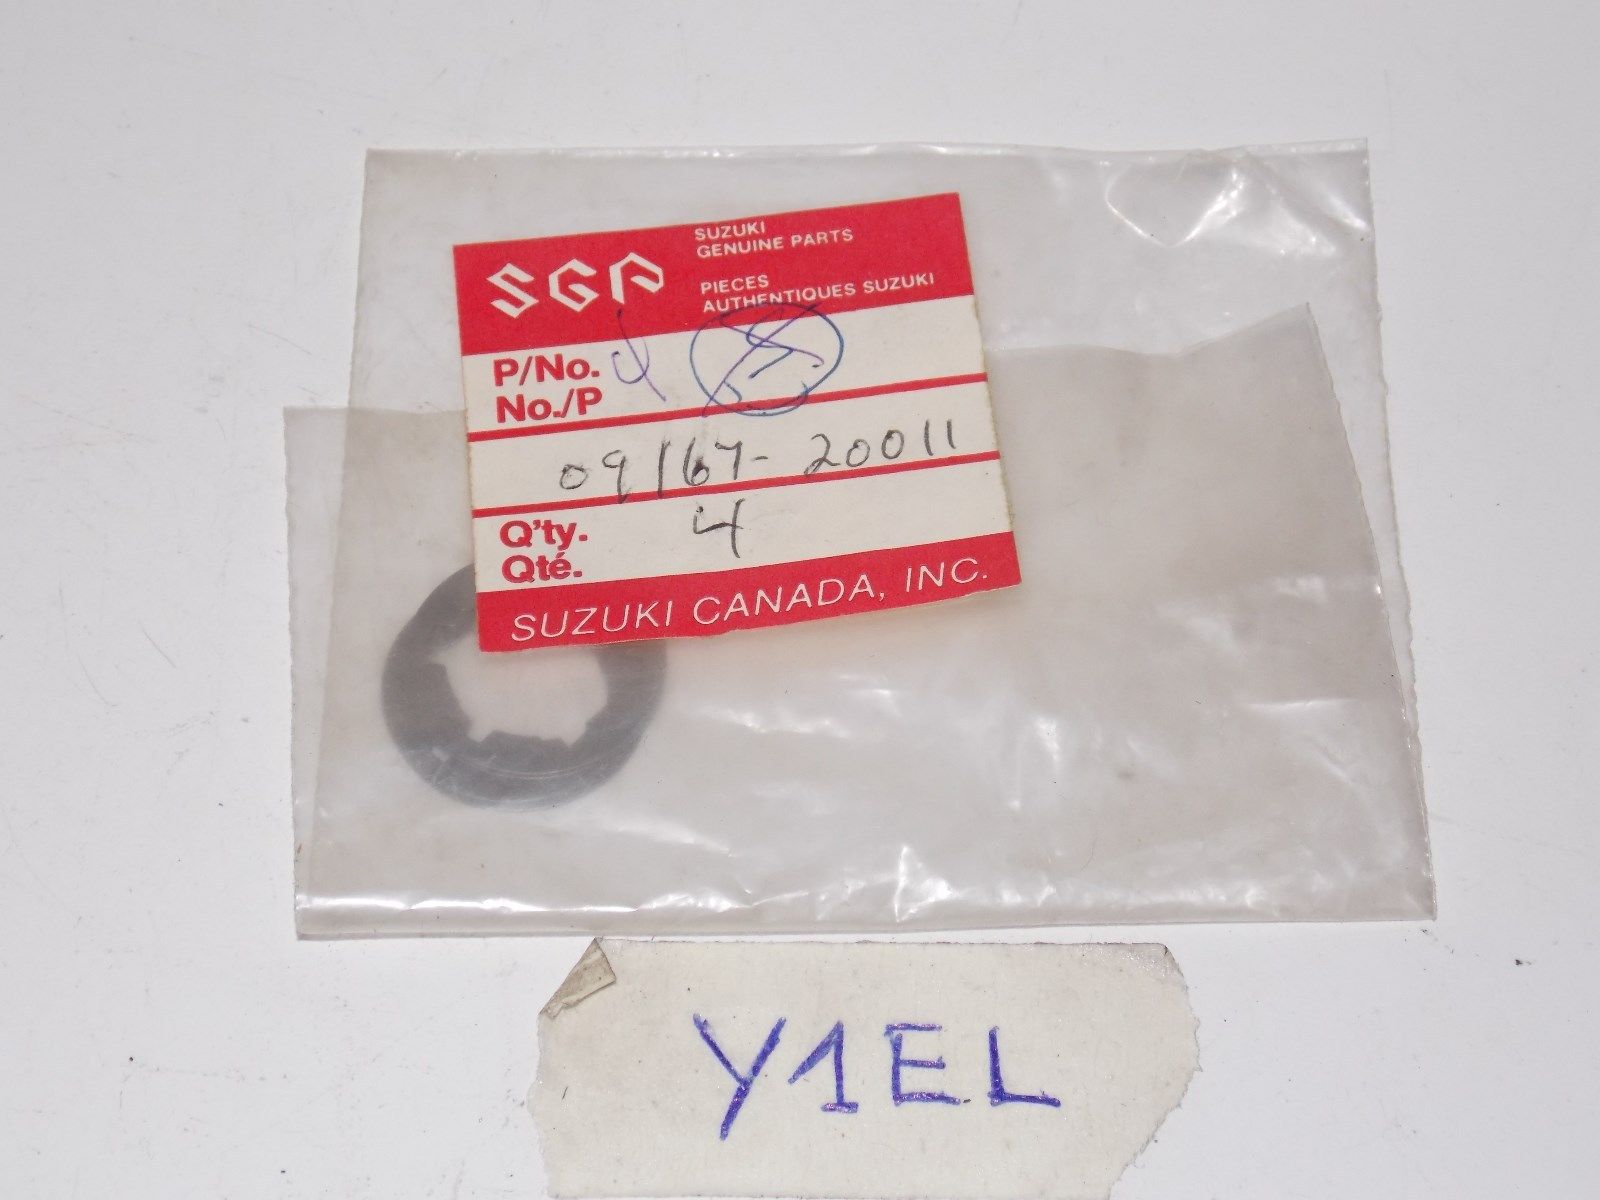 SGP
SUZUKI
GENUINE PARTS
PIECES
AUTHENTIQUES SUZUKI
P/No.
No./P
09167-20011
Q'ty. 4
Qté.
SUZUKI CANADA, INC.
Y1EL